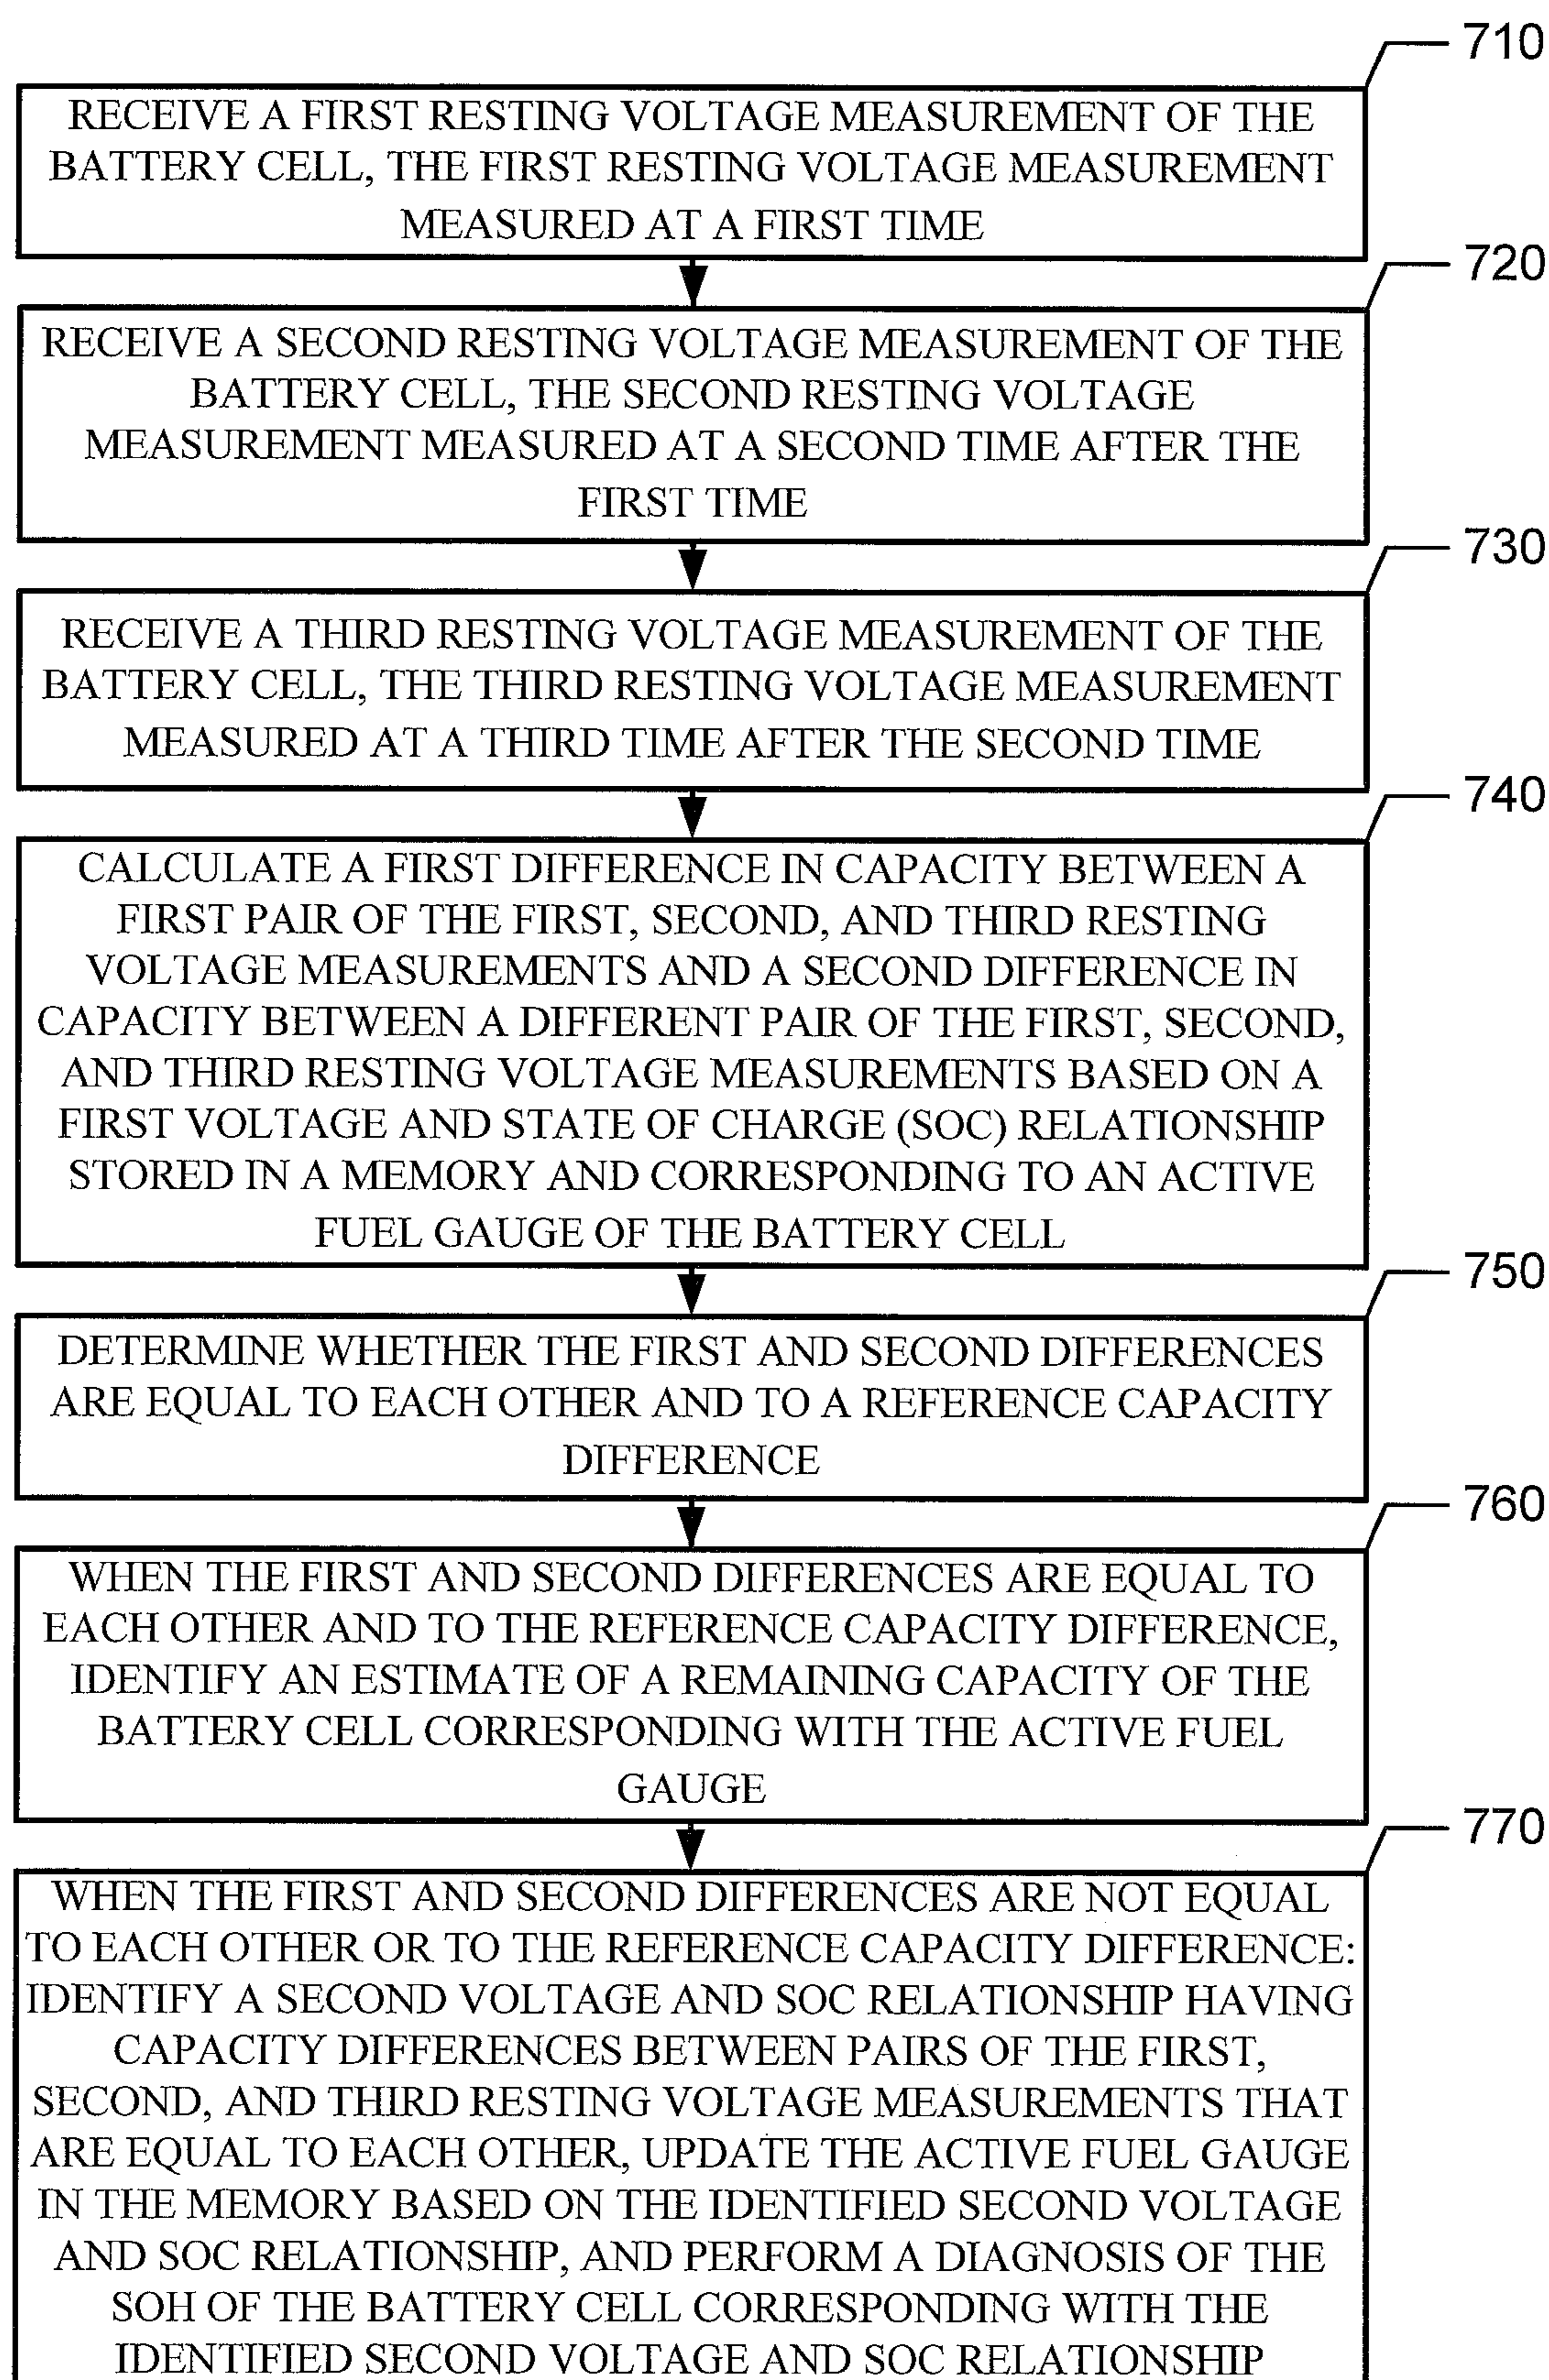 710
RECEIVE A FIRST RESTING VOLTAGE MEASUREMENT OF THE
BATTERY CELL, THE FIRST RESTING VOLTAGE MEASUREMENT
MEASURED AT A FIRST TIME
720
RECEIVE A SECOND RESTING VOLTAGE MEASUREMENT OF THE
BATTERY CELL, THE SECOND RESTING VOLTAGE
MEASUREMENT MEASURED AT A SECOND TIME AFTER THE
FIRST TIME
730
RECEIVE A THIRD RESTING VOLTAGE MEASUREMENT OF THE
BATTERY CELL, THE THIRD RESTING VOLTAGE MEASUREMENT
MEASURED AT A THIRD TIME AFTER THE SECOND TIME
740
CALCULATE A FIRST DIFFERENCE IN CAPACITY BETWEEN A
FIRST PAIR OF THE FIRST, SECOND, AND THIRD RESTING
VOLTAGE MEASUREMENTS AND A SECOND DIFFERENCE IN
CAPACITY BETWEEN A DIFFERENT PAIR OF THE FIRST, SECOND,
AND THIRD RESTING VOLTAGE MEASUREMENTS BASED ON A
FIRST VOLTAGE AND STATE OF CHARGE (SOC) RELATIONSHIP
STORED IN A MEMORY AND CORRESPONDING TO AN ACTIVE
FUEL GAUGE OF THE BATTERY CELL
750
DETERMINE WHETHER THE FIRST AND SECOND DIFFERENCES
ARE EQUAL TO EACH OTHER AND TO A REFERENCE CAPACITY
DIFFERENCE
760
WHEN THE FIRST AND SECOND DIFFERENCES ARE EQUAL TO
EACH OTHER AND TO THE REFERENCE CAPACITY DIFFERENCE,
IDENTIFY AN ESTIMATE OF A REMAINING CAPACITY OF THE
BATTERY CELL CORRESPONDING WITH THE ACTIVE FUEL
GAUGE
770
WHEN THE FIRST AND SECOND DIFFERENCES ARE NOT EQUAL
TO EACH OTHER OR TO THE REFERENCE CAPACITY DIFFERENCE:
IDENTIFY A SECOND VOLTAGE AND SOC RELATIONSHIP HAVING
CAPACITY DIFFERENCES BETWEEN PAIRS OF THE FIRST,
SECOND, AND THIRD RESTING VOLTAGE MEASUREMENTS THAT
ARE EQUAL TO EACH OTHER, UPDATE THE ACTIVE FUEL GAUGE
IN THE MEMORY BASED ON THE IDENTIFIED SECOND VOLTAGE
AND SOC RELATIONSHIP, AND PERFORM A DIAGNOSIS OF THE
SOH OF THE BATTERY CELL CORRESPONDING WITH THE
IDENTIFIED SECOND VOLTAGE AND SOC RELATIONSHIP